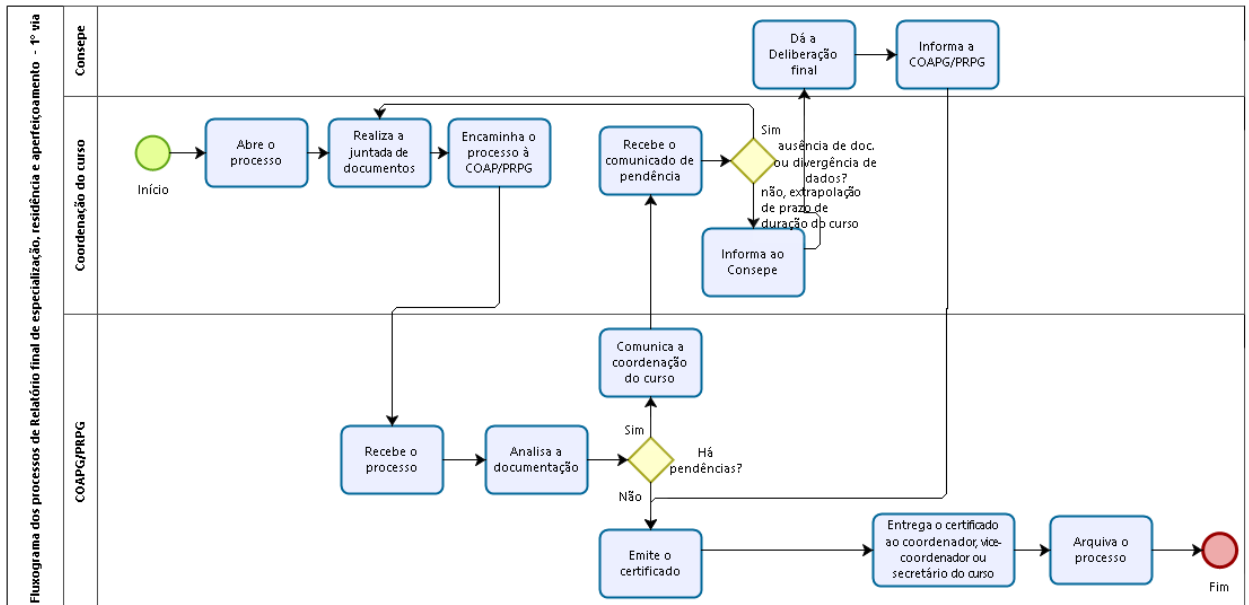 Fluxograma dos processos de Relatório final de especialização, residência e aperfeiçoamento - 1º via
Consepe
Dá a
Deliberação
final
Informa a
COAPG/PRPG
Coordenação do curso
Início
Abre o
processo
Realiza a
juntada de
documentos
Encaminha o
processo à
COAP/PRPG
Recebe o
comunicado de
pendência
Sim
ausência de doc.
ou divergência de
dados?
não, extrapolação
de prazo de
duração do curso
Informa ao
Consepe
COAPG/PRPG
Comunica a
coordenação
do curso
Recebe o
processo
Analisa a
documentação
Sim
Há
pendências?
Não
Emite o
certificado
Entrega o certificado
ao coordenador, vice-
coordenador ou
secretário do curso
Arquiva o
processo
Fim